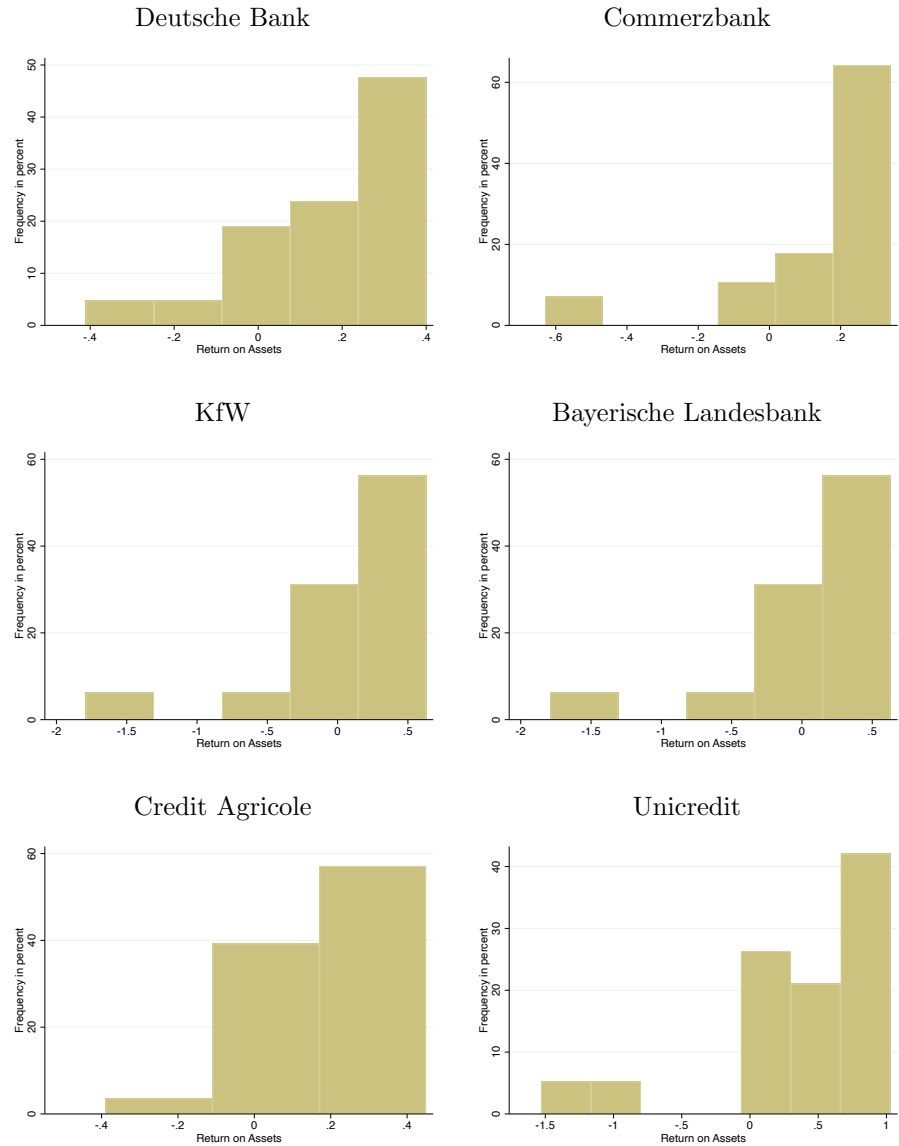 Deutsche Bank
Commerzbank
Frequency in percent
0 10 20 30 40 50
-.4 -.2 0 .2 .4
Return on Assets
Frequency in percent
0 20 40 60
-.6 -.4 -.2 0 .2
Return on Assets
KfW
Bayerische Landesbank
Frequency in percent
0 20 40 60
-2 -1.5 -1 -.5 0 .5
Return on Assets
Frequency in percent
0 20 40 60
-2 -1.5 -1 -.5 0 .5
Return on Assets
Credit Agricole
Unicredit
Frequency in percent
0 20 40 60
-.4 -.2 0 .2 .4
Return on Assets
Frequency in percent
0 10 20 30 40
-1.5 -1 -.5 0 .5 1
Return on Assets